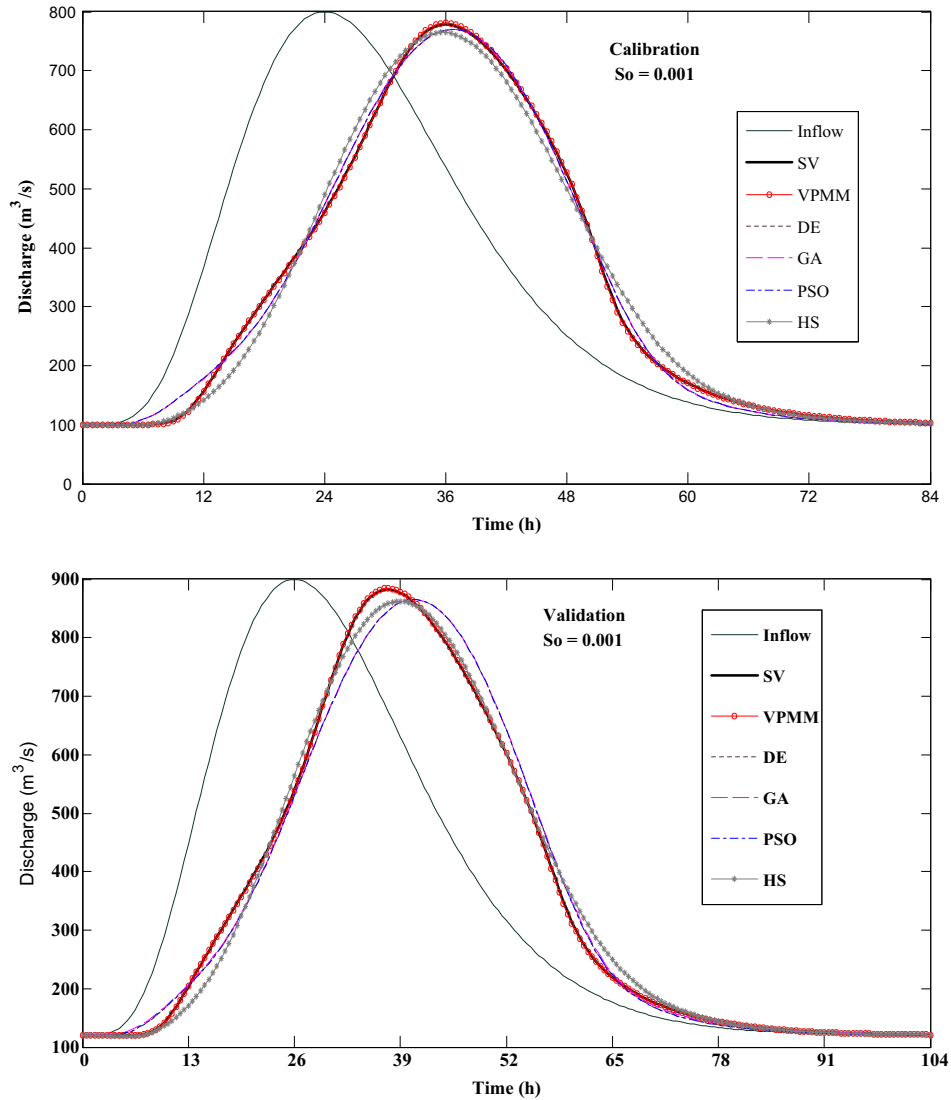 800
700
600
500
400
300
200
100
0
Discharge (m³/s)
Calibration
So = 0.001
Inflow
SV
VPMM
DE
GA
PSO
HS
0 12 24 36 48 60 72 84
Time (h)
900
800
700
600
500
400
300
200
100
Discharge (m³/s)
Validation
So = 0.001
Inflow
SV
VPMM
DE
GA
PSO
HS
0 13 26 39 52 65 78 91 104
Time (h)